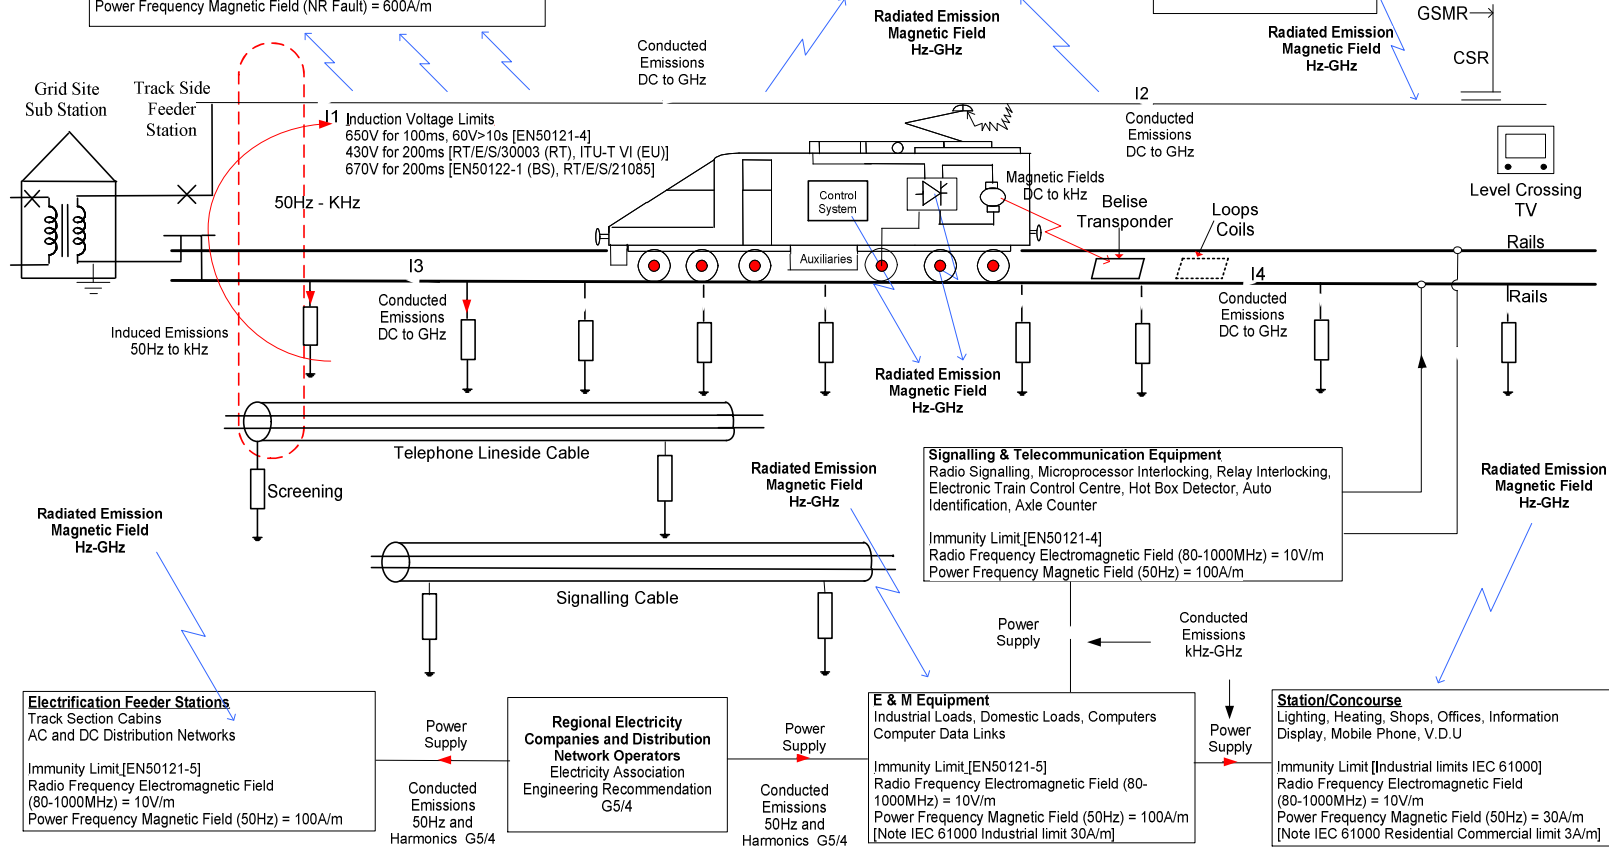 Power Frequency Magnetic Field (NR Fault) = 600A/m
Radiated Emission
Magnetic Field
Hz-GHz
GSMR
Conducted
Emissions
DC to GHz
Radiated Emission
Magnetic Field
Hz-GHz
CSR
Grid Site
Sub Station
Track Side
Feeder
Station
I1
Induction Voltage Limits
650V for 100ms, 60V>10s [EN50121-4]
430V for 200ms [RT/E/S/30003 (RT), ITU-T VI (EU)]
670V for 200ms [EN50122-1 (BS), RT/E/S/21085]
I2
Conducted
Emissions
DC to GHz
50Hz - KHz
Control
System
Magnetic Fields
DC to kHz
Belise
Transponder
Loops
Coils
Level Crossing
TV
Rails
Auxiliaries
I3
I4
Rails
Conducted
Emissions
DC to GHz
Conducted
Emissions
DC to GHz
Induced Emissions
50Hz to kHz
Radiated Emission
Magnetic Field
Hz-GHz
Telephone Lineside Cable
Screening
Radiated Emission
Magnetic Field
Hz-GHz
Signalling & Telecommunication Equipment
Radio Signalling, Microprocessor Interlocking, Relay Interlocking,
Electronic Train Control Centre, Hot Box Detector, Auto
Identification, Axle Counter
Immunity Limit [EN50121-4]
Radio Frequency Electromagnetic Field (80-1000MHz) = 10V/m
Power Frequency Magnetic Field (50Hz) = 100A/m
Radiated Emission
Magnetic Field
Hz-GHz
Radiated Emission
Magnetic Field
Hz-GHz
Signalling Cable
Power
Supply
Conducted
Emissions
kHz-GHz
Electrification Feeder Stations
Track Section Cabins
AC and DC Distribution Networks
Immunity Limit [EN50121-5]
Radio Frequency Electromagnetic Field
(80-1000MHz) = 10V/m
Power Frequency Magnetic Field (50Hz) = 100A/m
Power
Supply
Conducted
Emissions
50Hz and
Harmonics G5/4
Regional Electricity
Companies and Distribution
Network Operators
Electricity Association
Engineering Recommendation
G5/4
Power
Supply
Conducted
Emissions
50Hz and
Harmonics G5/4
E & M Equipment
Industrial Loads, Domestic Loads, Computers
Computer Data Links
Immunity Limit [EN50121-5]
Radio Frequency Electromagnetic Field (80-
1000MHz) = 10V/m
Power Frequency Magnetic Field (50Hz) = 100A/m
[Note IEC 61000 Industrial limit 30A/m]
Power
Supply
Station/Concourse
Lighting, Heating, Shops, Offices, Information
Display, Mobile Phone, V.D.U
Immunity Limit [Industrial limits IEC 61000]
Radio Frequency Electromagnetic Field
(80-1000MHz) = 10V/m
Power Frequency Magnetic Field (50Hz) = 30A/m
[Note IEC 61000 Residential Commercial limit 3A/m]